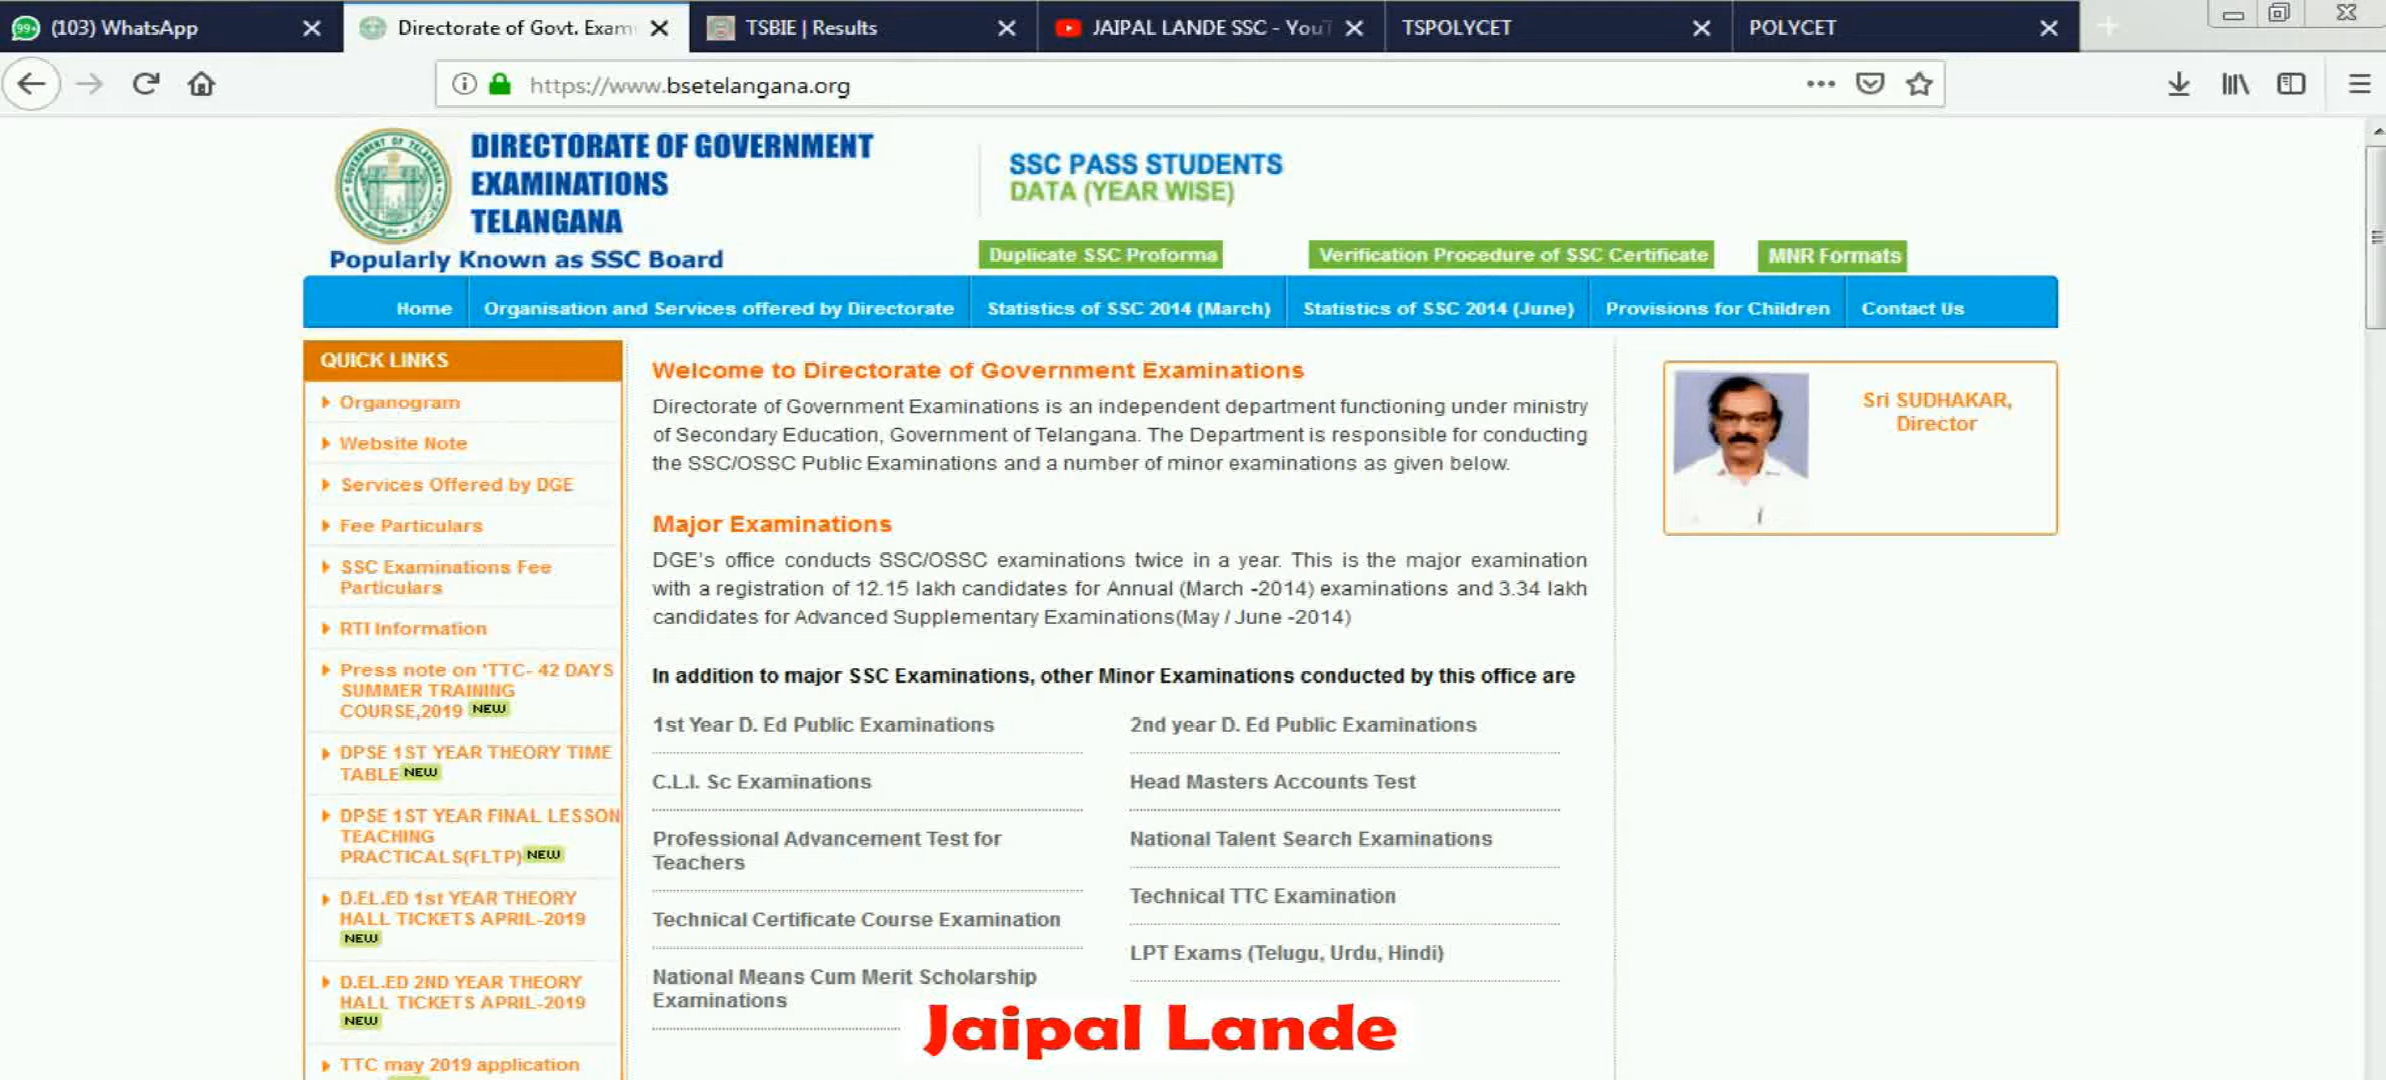 (103) WhatsApp
Directorate of Govt. Exam
TSBIE | Results
JAIPAL LANDE SSC - YouT
TSPOLYCET
POLYCET
https://www.bsetelangana.org
DIRECTORATE OF GOVERNMENT
EXAMINATIONS
TELANGANA
Popularly Known as SSC Board
SSC PASS STUDENTS
DATA (YEAR WISE)
Duplicate SSC Proforma
Verification Procedure of SSC Certificate
MNR Formats
Home
Organisation and Services offered by Directorate
Statistics of SSC 2014 (March)
Statistics of SSC 2014 (June)
Provisions for Children
Contact Us
QUICK LINKS
Organogram
Website Note
Services Offered by DGE
Fee Particulars
SSC Examinations Fee
Particulars
RTI Information
Press note on 'TTC- 42 DAYS
SUMMER TRAINING
COURSE,2019 NEW
DPSE 1ST YEAR THEORY TIME
TABLE NEW
DPSE 1ST YEAR FINAL LESSON
TEACHING
PRACTICALS(FLTP) NEW
D.EL.ED 1st YEAR THEORY
HALL TICKETS APRIL-2019
NEW
D.EL.ED 2ND YEAR THEORY
HALL TICKETS APRIL-2019
NEW
TTC may 2019 application
Welcome to Directorate of Government Examinations
Directorate of Government Examinations is an independent department functioning under ministry
of Secondary Education, Government of Telangana. The Department is responsible for conducting
the SSC/OSSC Public Examinations and a number of minor examinations as given below.
Major Examinations
DGE's office conducts SSC/OSSC examinations twice in a year. This is the major examination
with a registration of 12.15 lakh candidates for Annual (March -2014) examinations and 3.34 lakh
candidates for Advanced Supplementary Examinations(May / June -2014)
In addition to major SSC Examinations, other Minor Examinations conducted by this office are
1st Year D. Ed Public Examinations
C.L.I. Sc Examinations
Professional Advancement Test for
Teachers
Technical Certificate Course Examination
National Means Cum Merit Scholarship
Examinations
2nd year D. Ed Public Examinations
Head Masters Accounts Test
National Talent Search Examinations
Technical TTC Examination
LPT Exams (Telugu, Urdu, Hindi)
Sri SUDHAKAR,
Director
Jaipal Lande